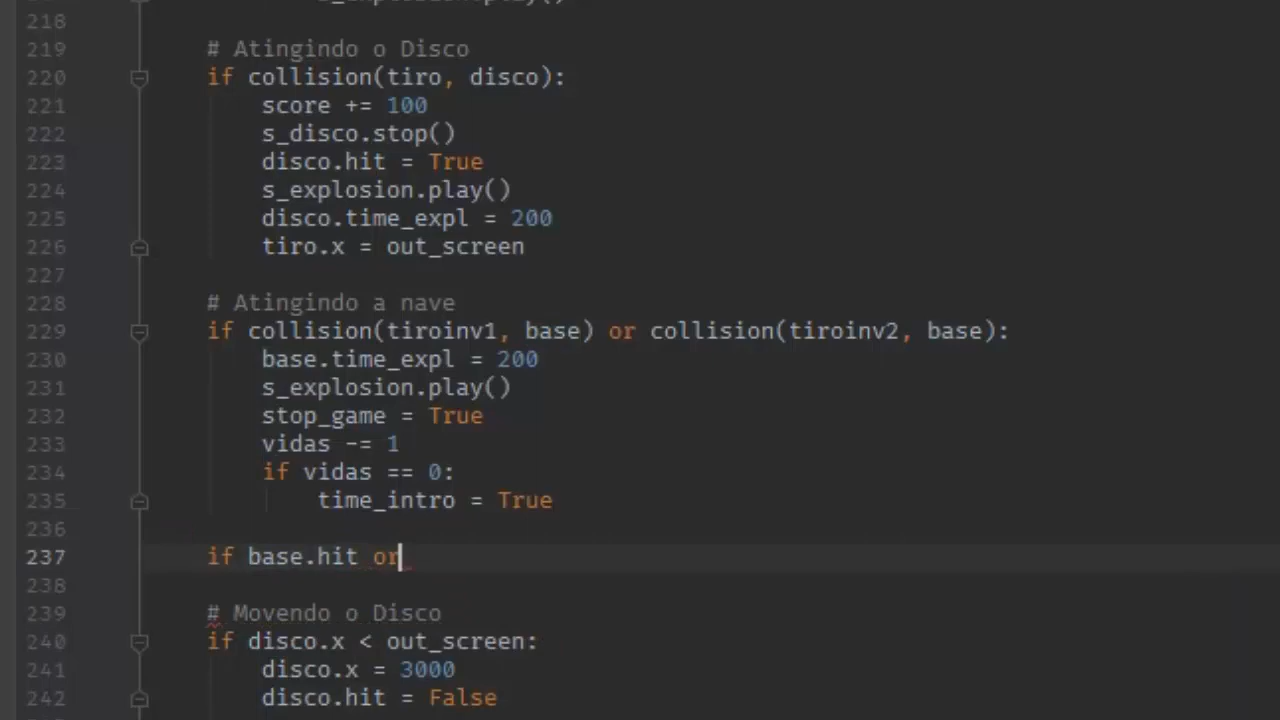 218
219 # Atingindo o Disco
220 if collision(tiro, disco):
221 score += 100
222 s_disco.stop()
223 disco.hit = True
224 s_explosion.play()
225 disco.time_expl = 200
226 tiro.x = out_screen
227
228 # Atingindo a nave
229 if collision(tiroinv1, base) or collision(tiroinv2, base):
230 base.time_expl = 200
231 s_explosion.play()
232 stop_game = True
233 vidas -= 1
234 if vidas == 0:
235 time_intro = True
236
237 if base.hit or
238
239 # Movendo o Disco
240 if disco.x < out_screen:
241 disco.x = 3000
242 disco.hit = False